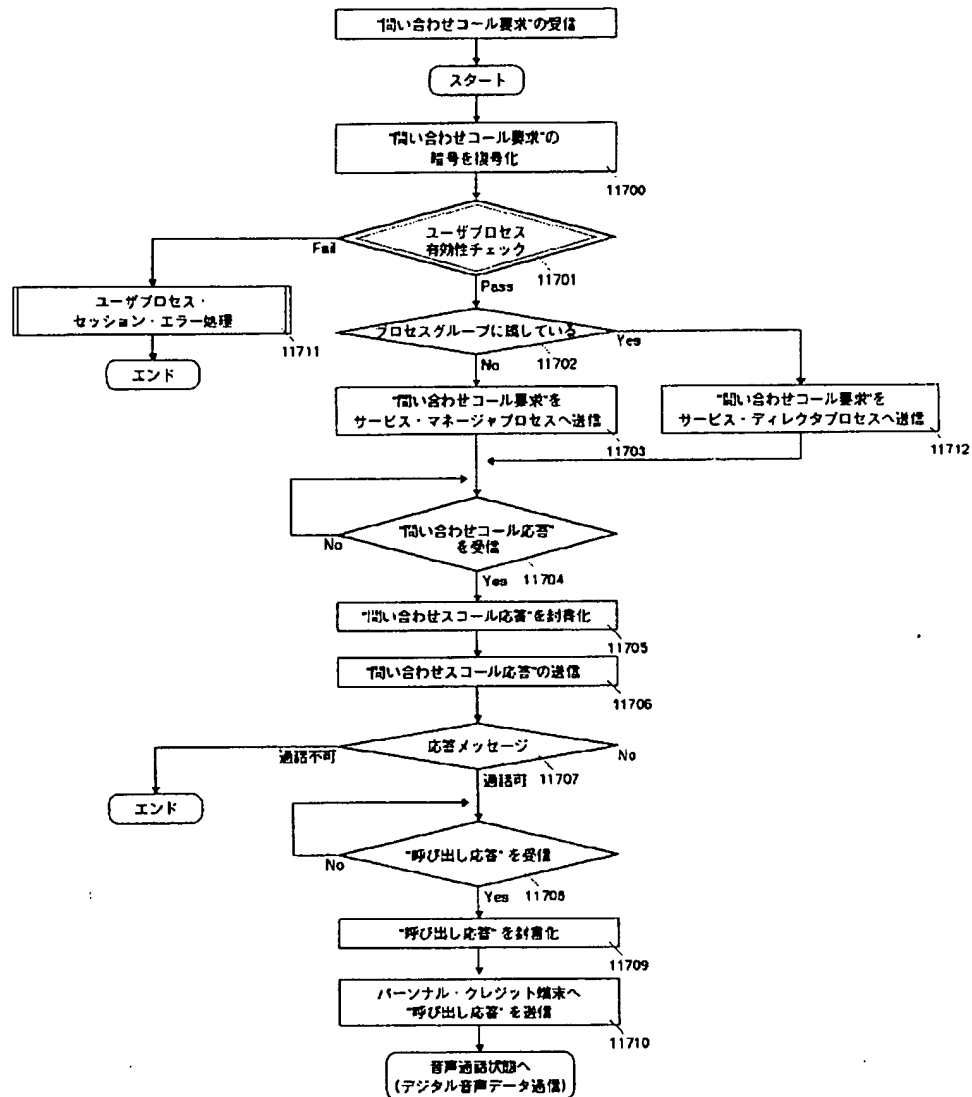 "問い合わせコール要求"の受信
スタート
"問い合わせコール要求"の
暗号を復号化
11700
ユーザプロセス
有効性チェック
11701
Fail
Pass
ユーザプロセス・
セッション・エラー処理
11711
エンド
プロセスグループに属している
11702
Yes
No
"問い合わせコール要求"を
サービス・マネージャプロセスへ送信
11703
"問い合わせコール要求"を
サービス・ディレクタプロセスへ送信
11712
"問い合わせコール応答"
を受信
No
Yes
11704
"問い合わせスコール応答"を封書化
11705
"問い合わせスコール応答"の送信
11706
応答メッセージ
通話不可
No
11707
通話可
エンド
"呼び出し応答" を受信
No
11708
Yes
"呼び出し応答" を封書化
11709
パーソナル・クレジット端末へ
"呼び出し応答" を送信
11710
音声通話状態へ
(デジタル音声データ通信)